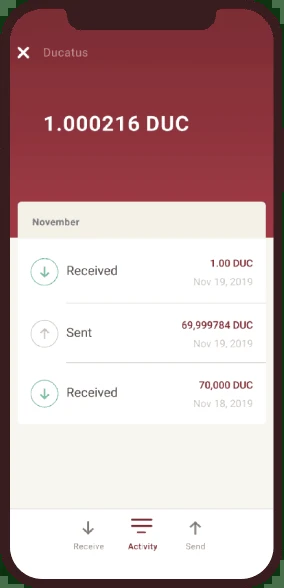 Ducatus
1.000216 DUC
November
Received
1.00 DUC
Nov 19, 2019
Sent
69,999784 DUC
Nov 19, 2019
Received
70,000 DUC
Nov 18, 2019
Receive
Activity
Send